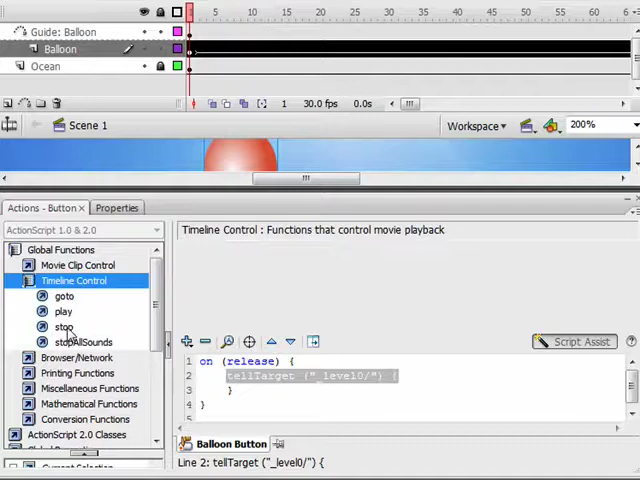 1 5 10 15 20 25 30 35 40 45 50 55 60
Guide: Balloon
Balloon
Ocean
1 30.0 fps 0.0s
Scene 1
Workspace
200%
Actions - Button × Properties
ActionScript 1.0 & 2.0
Global Functions
Movie Clip Control
Timeline Control
goto
play
stop
stopAllSounds
Browser/Network
Printing Functions
Miscellaneous Functions
Mathematical Functions
Conversion Functions
ActionScript 2.0 Classes
Current Selection
Timeline Control : Functions that control movie playback
Script Assist
1 on (release) {
2 tellTarget ("_level0/") {
3 }
4 }
Balloon Button
Line 2: tellTarget ("_level0/") {